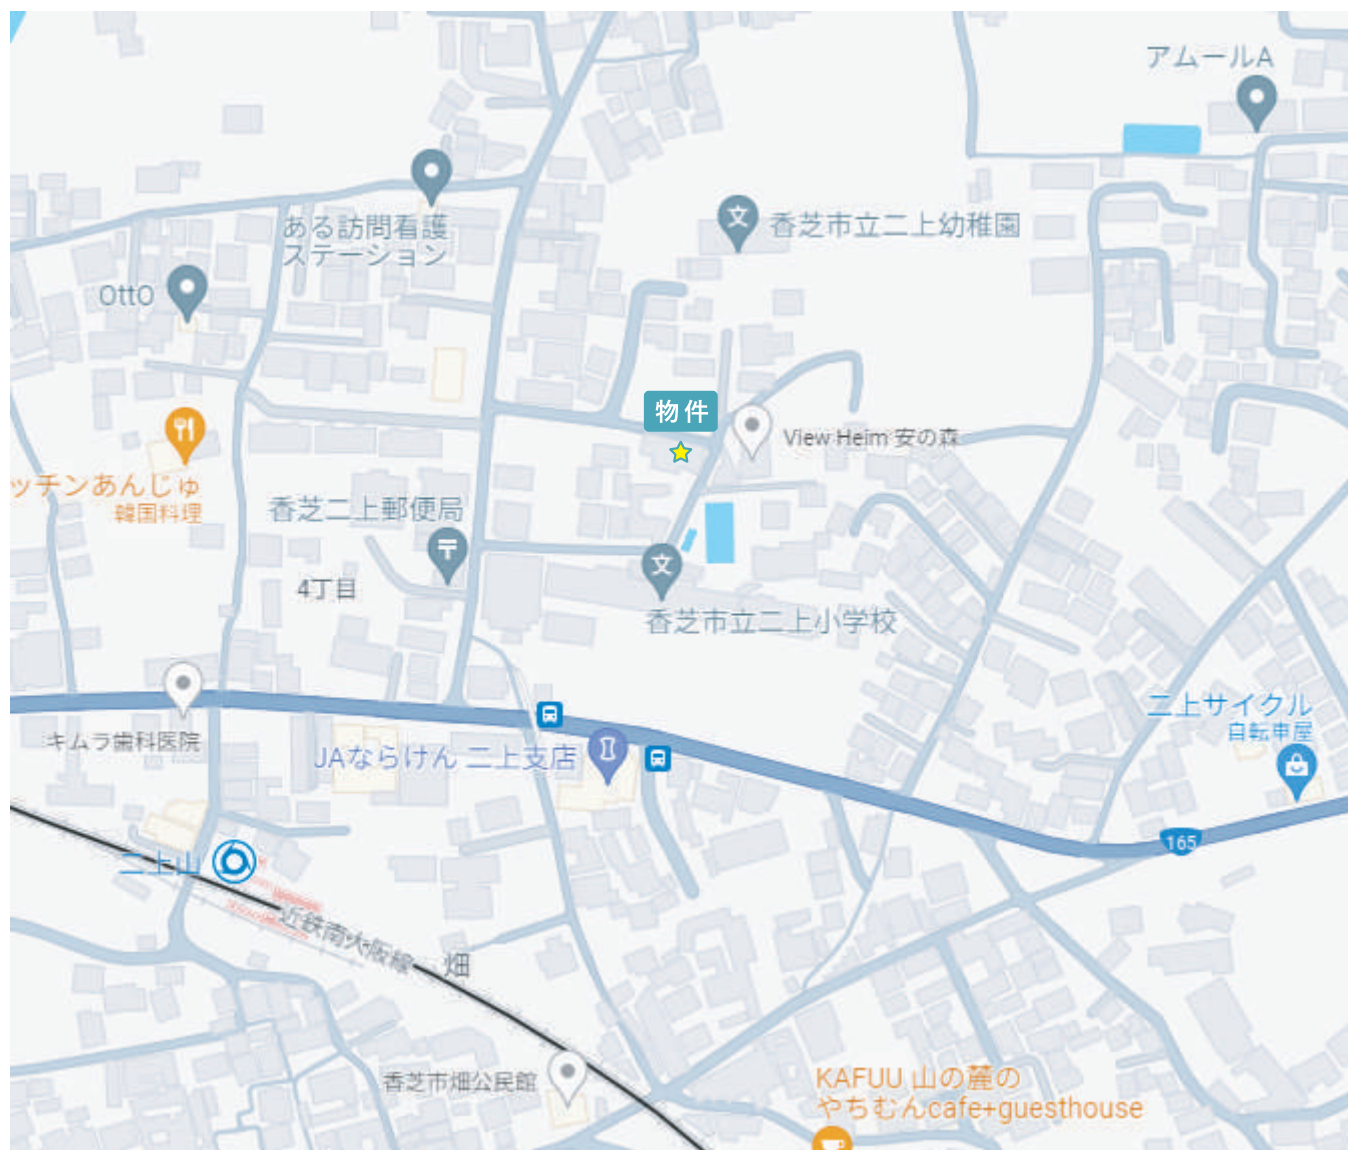 アムールA
ある訪問看護
ステーション
香芝市立二上幼稚園
OttO
物件
View Heim 安の森
ッチンあんじゅ
韓国料理
香芝二上郵便局
4丁目
香芝市立二上小学校
二上サイクル
自転車屋
キムラ歯科医院
JAならけん 二上支店
165
二上山
近鉄南大阪線
畑
香芝市畑公民館
KAFUU 山の麓の
やちむんcafe+guesthouse